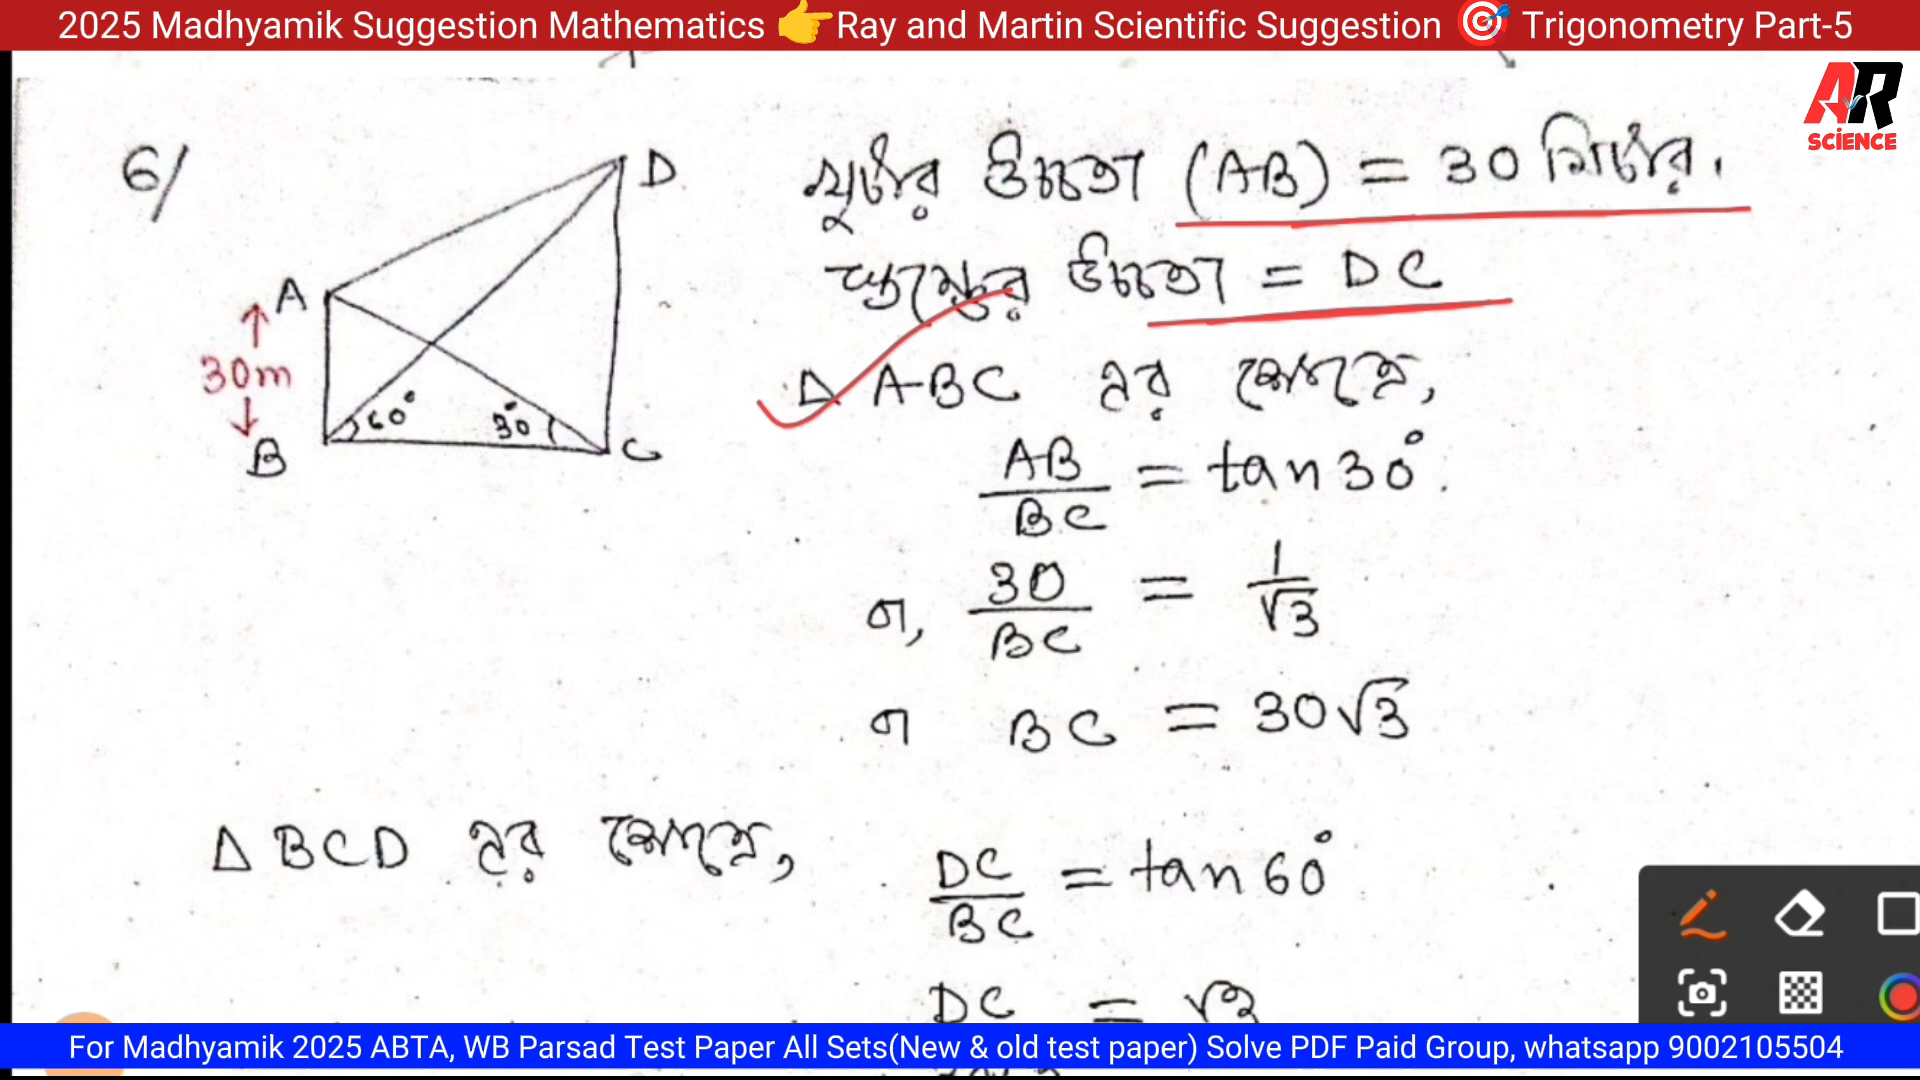 2025 Madhyamik Suggestion Mathematics 👉Ray and Martin Scientific Suggestion 🎯 Trigonometry Part-5
AR
SCIENCE
6/
D
A
30m
B
60°
30°
C
খুঁটির উচ্চতা (AB) = 30 মিটার।
স্তম্ভের উচ্চতা = DC
Δ ABC এর ক্ষেত্রে,
AB/BC = tan 30°.
বা, 30/BC = 1/√3
বা BC = 30√3
Δ BCD এর ক্ষেত্রে, DC/BC = tan 60°
DC = √3
For Madhyamik 2025 ABTA, WB Parsad Test Paper All Sets(New & old test paper) Solve PDF Paid Group, whatsapp 9002105504